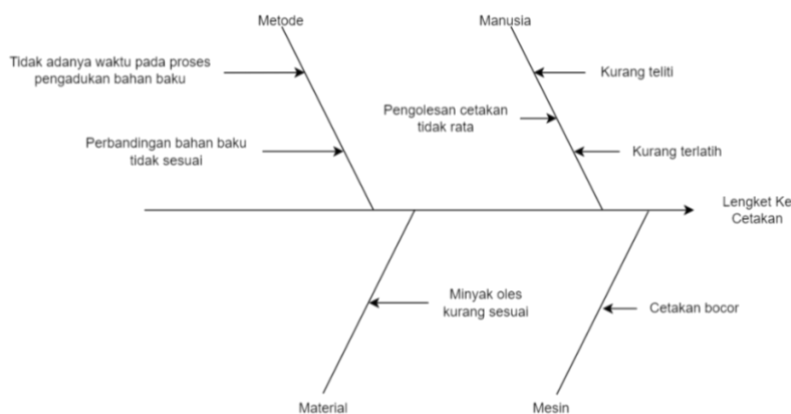 Metode
Manusia
Tidak adanya waktu pada proses
pengadukan bahan baku
Kurang teliti
Pengolesan cetakan
tidak rata
Perbandingan bahan baku
tidak sesuai
Kurang terlatih
Lengket Ke
Cetakan
Minyak oles
kurang sesuai
Cetakan bocor
Material
Mesin